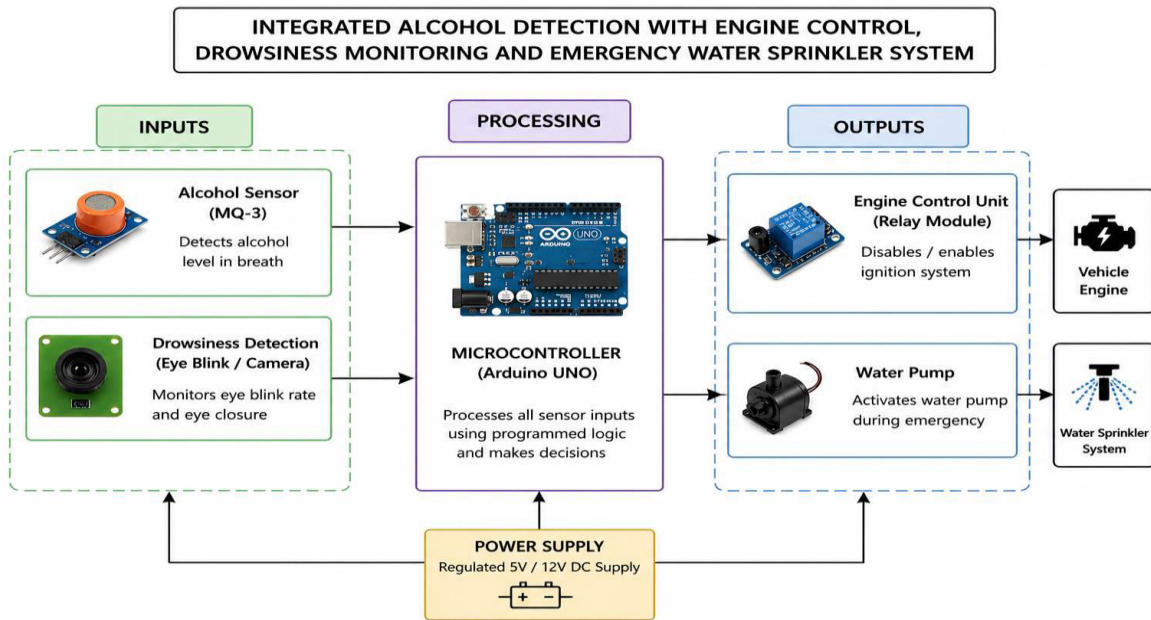 INTEGRATED ALCOHOL DETECTION WITH ENGINE CONTROL,
DROWSINESS MONITORING AND EMERGENCY WATER SPRINKLER SYSTEM
INPUTS
Alcohol Sensor
(MQ-3)
Detects alcohol
level in breath
Drowsiness Detection
(Eye Blink / Camera)
Monitors eye blink rate
and eye closure
PROCESSING
UNO
ARDUINO
MICROCONTROLLER
(Arduino UNO)
Processes all sensor inputs
using programmed logic
and makes decisions
OUTPUTS
Engine Control Unit
(Relay Module)
Disables / enables
ignition system
Water Pump
Activates water pump
during emergency
Vehicle
Engine
Water Sprinkler
System
POWER SUPPLY
Regulated 5V / 12V DC Supply
+ −